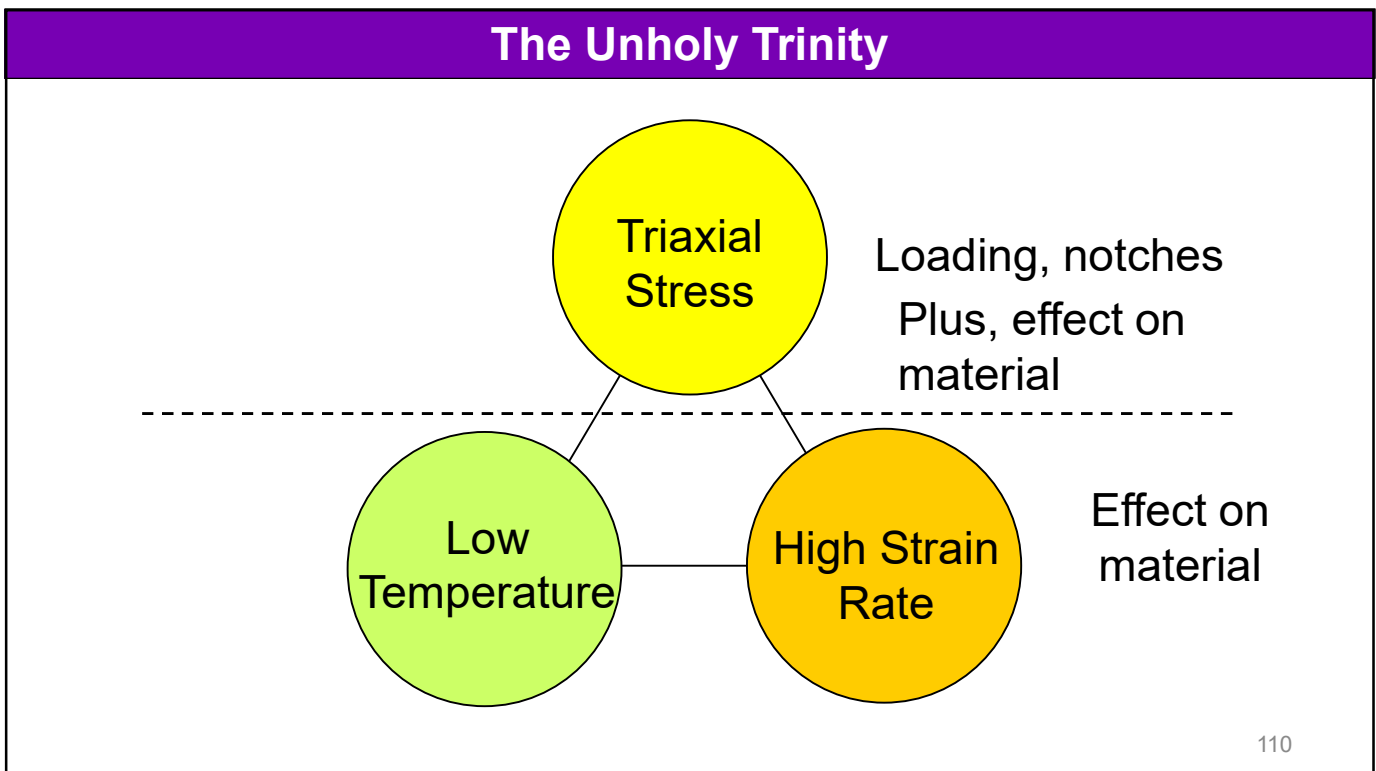 The Unholy Trinity
Triaxial
Stress
Loading, notches
Plus, effect on
material
Low
Temperature
High Strain
Rate
Effect on
material
110